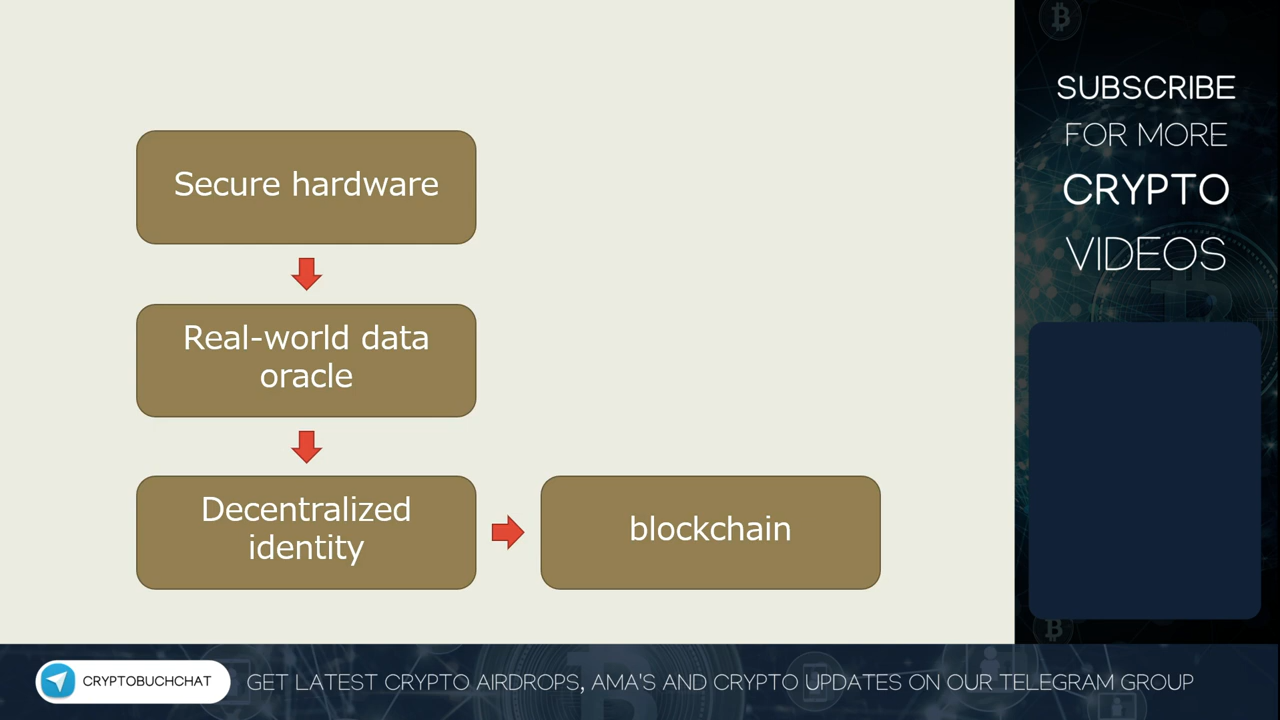 Secure hardware
Real-world data
oracle
Decentralized
identity
blockchain
SUBSCRIBE
FOR MORE
CRYPTO
VIDEOS
CRYPTOBUCHCHAT
GET LATEST CRYPTO AIRDROPS, AMA'S AND CRYPTO UPDATES ON OUR TELEGRAM GROUP